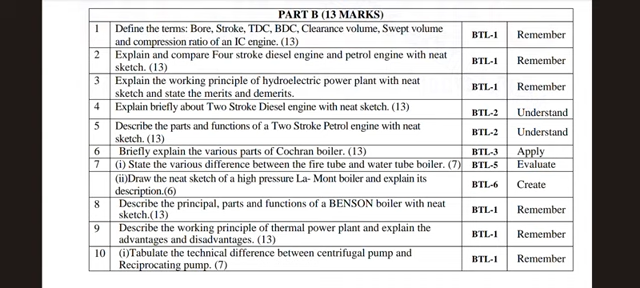 PART B (13 MARKS)
1 Define the terms: Bore, Stroke, TDC, BDC, Clearance volume, Swept volume
and compression ratio of an IC engine. (13) BTL-1 Remember
2 Explain and compare Four stroke diesel engine and petrol engine with neat
sketch. (13) BTL-1 Remember
3 Explain the working principle of hydroelectric power plant with neat
sketch and state the merits and demerits. BTL-1 Remember
4 Explain briefly about Two Stroke Diesel engine with neat sketch. (13) BTL-2 Understand
5 Describe the parts and functions of a Two Stroke Petrol engine with neat
sketch. (13) BTL-2 Understand
6 Briefly explain the various parts of Cochran boiler. (13) BTL-3 Apply
7 (i) State the various difference between the fire tube and water tube boiler. (7) BTL-5 Evaluate
(ii)Draw the neat sketch of a high pressure La- Mont boiler and explain its
description.(6) BTL-6 Create
8 Describe the principal, parts and functions of a BENSON boiler with neat
sketch.(13) BTL-1 Remember
9 Describe the working principle of thermal power plant and explain the
advantages and disadvantages. (13) BTL-1 Remember
10 (i)Tabulate the technical difference between centrifugal pump and
Reciprocating pump. (7) BTL-1 Remember